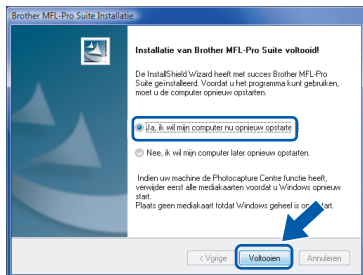 Brother MFL-Pro Suite Installatie
Installatie van Brother MFL-Pro Suite voltooid!
De InstallShield Wizard heeft met succes Brother MFL-Pro
Suite geïnstalleerd. Voordat u het programma kunt gebruiken,
moet u de computer opnieuw opstarten.
Ja, ik wil mijn computer nu opnieuw opstarte
Nee, ik wil mijn computer later opnieuw opstarten.
Indien uw machine de Photocapture Centre functie heeft,
verwijder eerst alle mediakaarten voordat u Windows opnieuw
start.
Plaats geen mediakaart totdat Windows geheel is
< Vorige
Voltooien
Annuleren